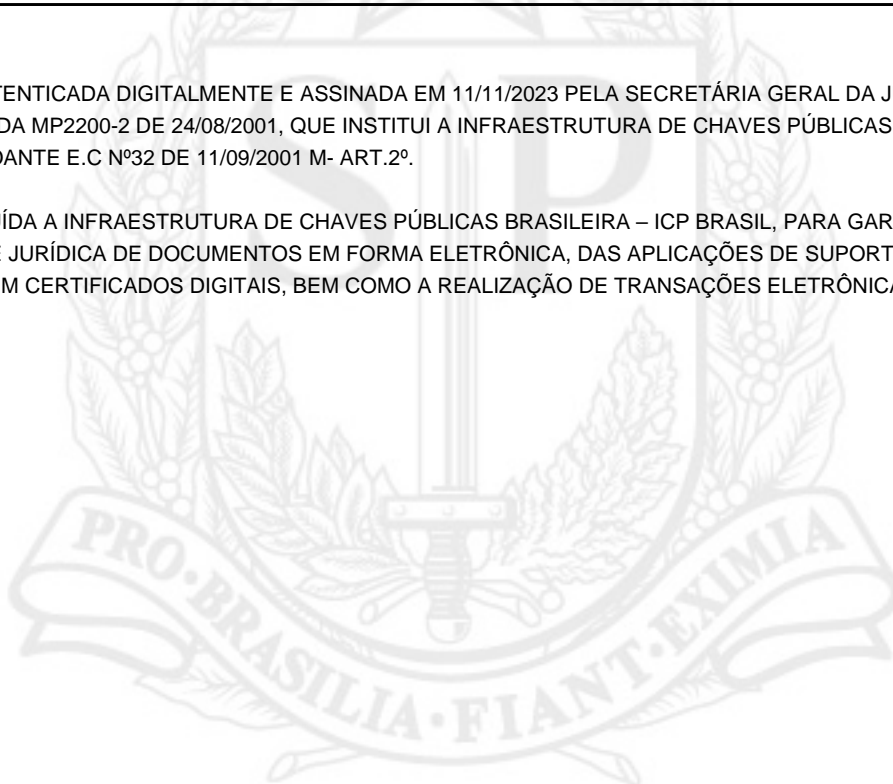 TENTICADA DIGITALMENTE E ASSINADA EM 11/11/2023 PELA SECRETÁRIA GERAL DA J
DA MP2200-2 DE 24/08/2001, QUE INSTITUI A INFRAESTRUTURA DE CHAVES PÚBLICAS
DANTE E.C Nº32 DE 11/09/2001 M- ART.2º.
UÍDA A INFRAESTRUTURA DE CHAVES PÚBLICAS BRASILEIRA – ICP BRASIL, PARA GAR
E JURÍDICA DE DOCUMENTOS EM FORMA ELETRÔNICA, DAS APLICAÇÕES DE SUPORT
M CERTIFICADOS DIGITAIS, BEM COMO A REALIZAÇÃO DE TRANSAÇÕES ELETRÔNICA
SP
PRO·BRASILIA·FIANT·EXIMIA